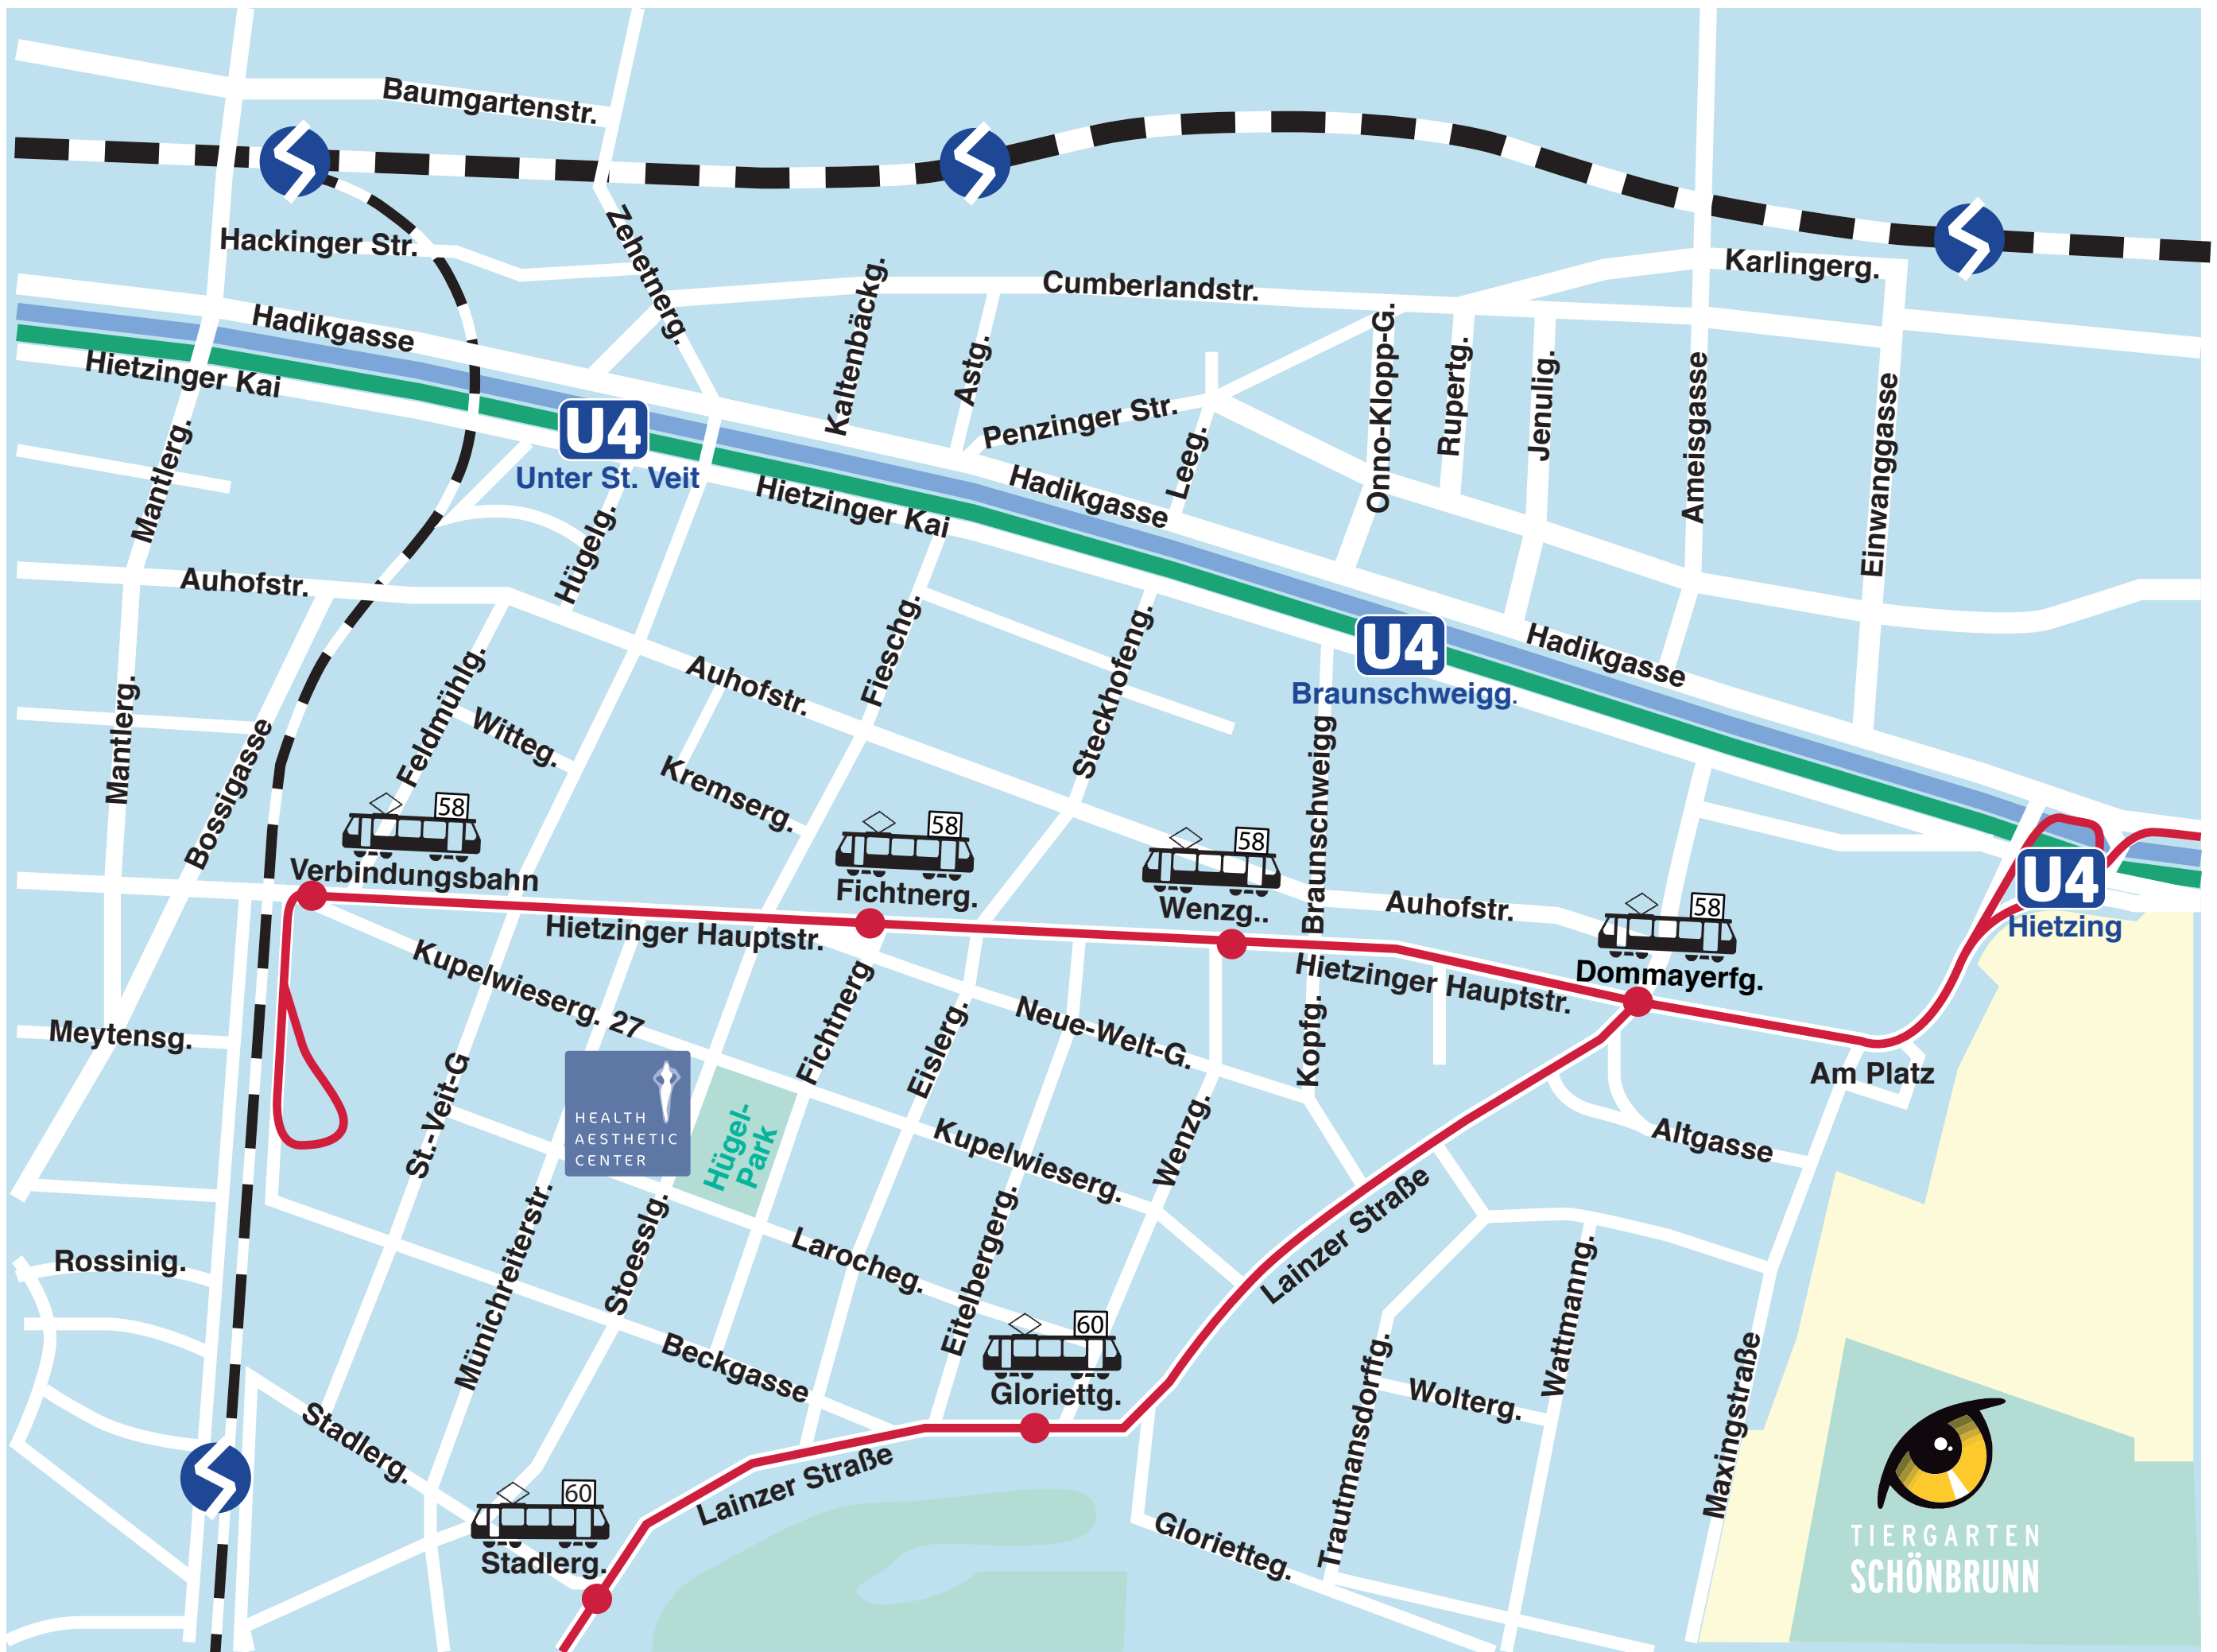 Baumgartenstr.
Hackinger Str.
Zehetnerg.
Karlingerg.
Cumberlandstr.
Hadikgasse
Hietzinger Kai
Kaltenbäckg.
Astg.
Penzinger Str.
Leeg.
Onno-Klopp-G.
Rupertg.
Jenulig.
Ameisgasse
Einwanggasse
Mantlerg.
U4
Unter St. Veit
Hietzinger Kai
Hadikgasse
Hügelg.
Auhofstr.
Fieschg.
Steckhofeng.
U4
Braunschweigg.
Hadikgasse
Mantlerg.
Bossigasse
Feldmühlg.
Witteg.
Auhofstr.
Kremserg.
Braunschweigg
58
Verbindungsbahn
58
Fichtnerg.
58
Wenzg..
Auhofstr.
58
Dommayerfg.
U4
Hietzing
Hietzinger Hauptstr.
Hietzinger Hauptstr.
Kupelwieserg. 27
Fichtnerg
Eislerg.
Neue-Welt-G.
Kopfg.
Meytensg.
Am Platz
St.-Veit-G
HEALTH
AESTHETIC
CENTER
Hügel-
Park
Kupelwieserg.
Wenzg.
Altgasse
Rossinig.
Münichreiterstr.
Stoesslg.
Larocheg.
Eitelbergerg.
Lainzer Straße
Beckgasse
60
Gloriettg.
Trautmansdorffg.
Wattmanng.
Wolterg.
Maxingstraße
Stadlerg.
60
Stadlerg.
Lainzer Straße
Glorietteg.
TIERGARTEN
SCHÖNBRUNN